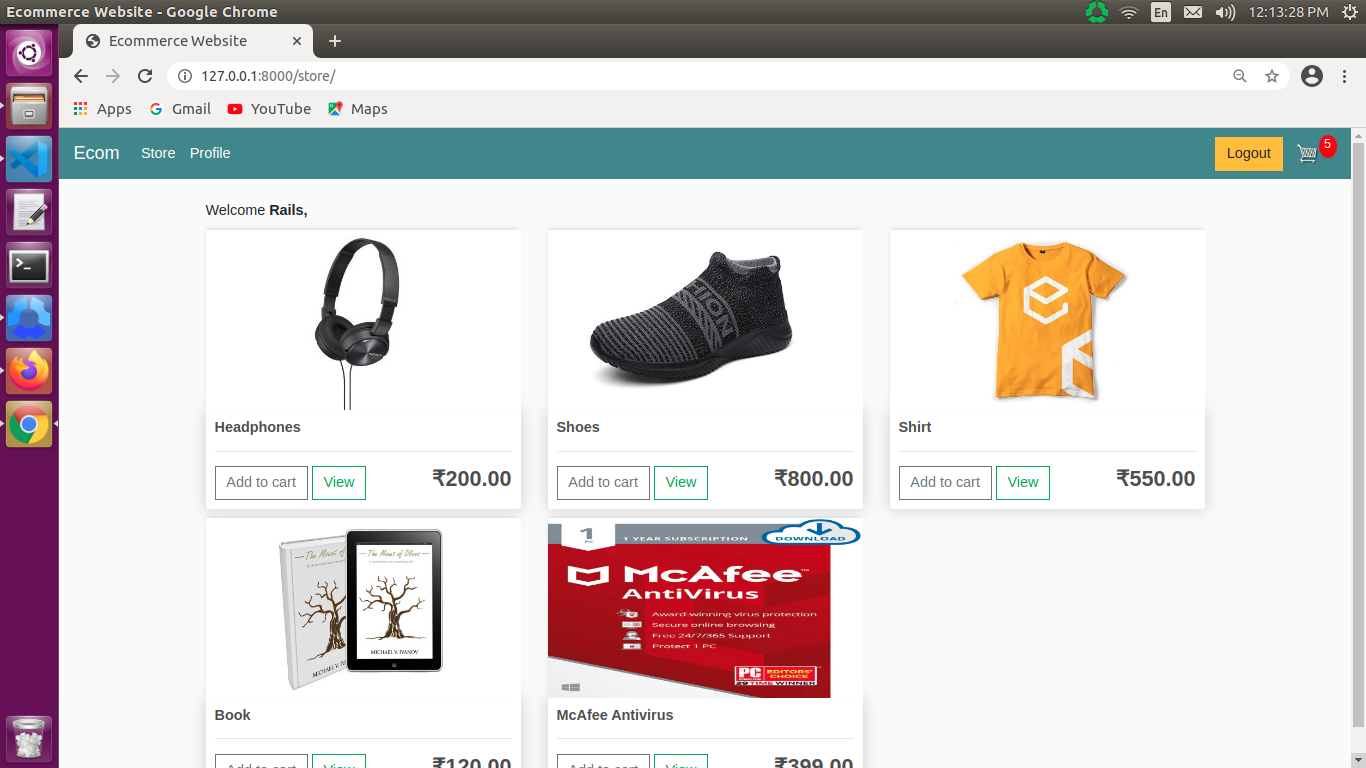 Ecommerce Website - Google Chrome
En
12:13:28 PM
Ecommerce Website
127.0.0.1:8000/store/
Apps
Gmail
YouTube
Maps
Ecom
Store
Profile
Logout
5
Welcome Rails,
Headphones
Add to cart
View
₹200.00
Shoes
Add to cart
View
₹800.00
Shirt
Add to cart
View
₹550.00
The Mount of Olives
MICHAEL V. IVANOV
Book
Add to cart
View
₹120.00
1
PC
1 YEAR SUBSCRIPTION
DOWNLOAD
McAfee™
AntiVirus
Award-winning virus protection
Secure online browsing
Free 24/7/365 Support
Protect 1 PC
PC
EDITORS'
CHOICE
29 TIME WINNER
McAfee Antivirus
Add to cart
View
₹399.00